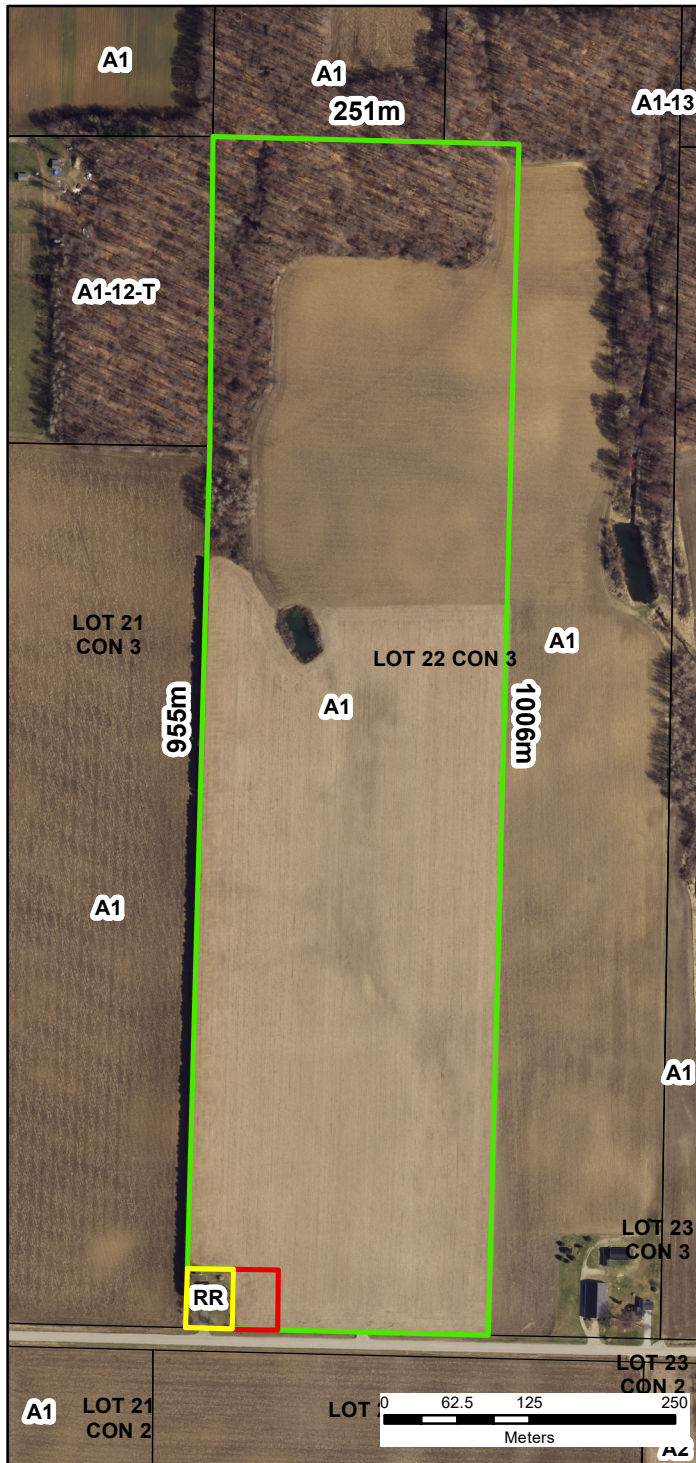 A1
A1
251m
A1-13
A1-12-T
LOT 21
CON 3
A1
LOT 22 CON 3
955m
A1
1006m
A1
A1
LOT 23
CON 3
RR
LOT 23
CON 2
A1
LOT 21
CON 2
LOT
0 62.5 125 250
Meters
A2